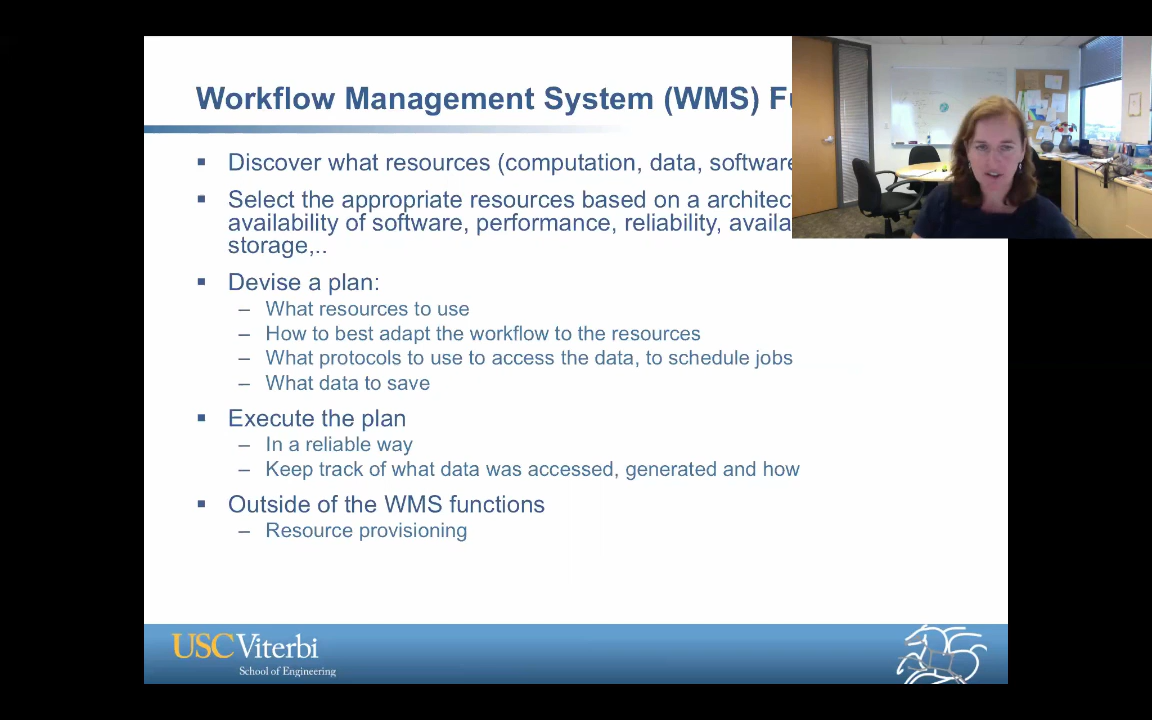 Workflow Management System (WMS)
Discover what resources (computation, data, software
Select the appropriate resources based on a
availability of software, performance, reliability,
storage,..
Devise a plan:
– What resources to use
– How to best adapt the workflow to the resources
– What protocols to use to access the data, to schedule jobs
– What data to save
Execute the plan
– In a reliable way
– Keep track of what data was accessed, generated and how
Outside of the WMS functions
– Resource provisioning
USC Viterbi
School of Engineering